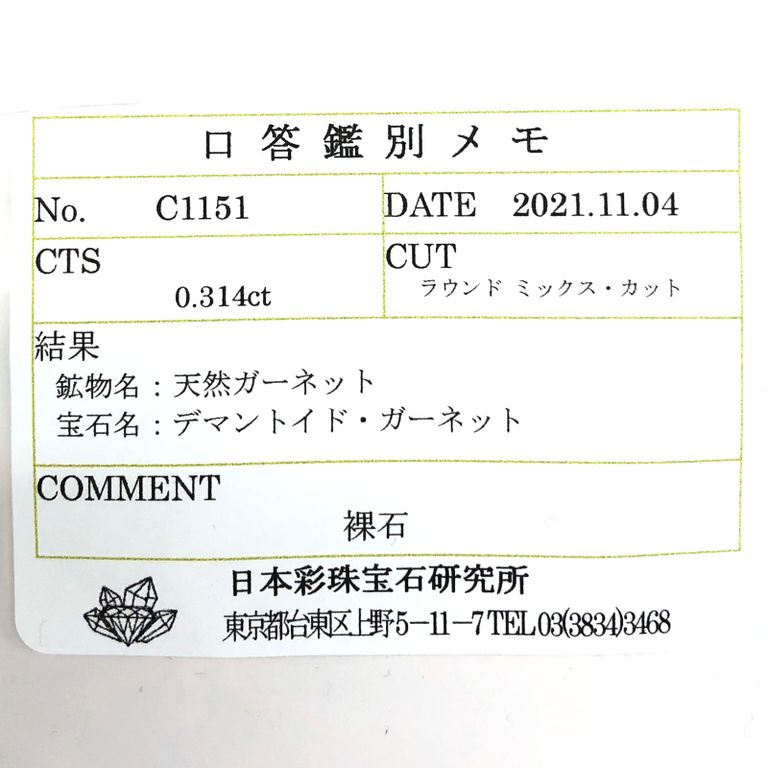 口答鑑別メモ
No. C1151 DATE 2021.11.04
CTS CUT
0.314ct ラウンド ミックス・カット
結果
鉱物名：天然ガーネット
宝石名：デマントイド・ガーネット
COMMENT
裸石
日本彩珠宝石研究所
東京都台東区上野5－11－7 TEL 03(3834)3468